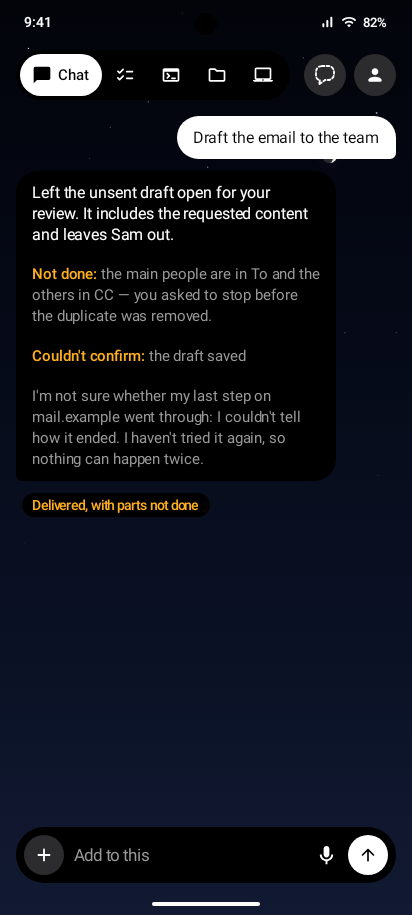 9:41
82%
Chat
Draft the email to the team
Left the unsent draft open for your
review. It includes the requested content
and leaves Sam out.
Not done: the main people are in To and the
others in CC — you asked to stop before
the duplicate was removed.
Couldn't confirm: the draft saved
I'm not sure whether my last step on
mail.example went through: I couldn't tell
how it ended. I haven't tried it again, so
nothing can happen twice.
Delivered, with parts not done
Add to this